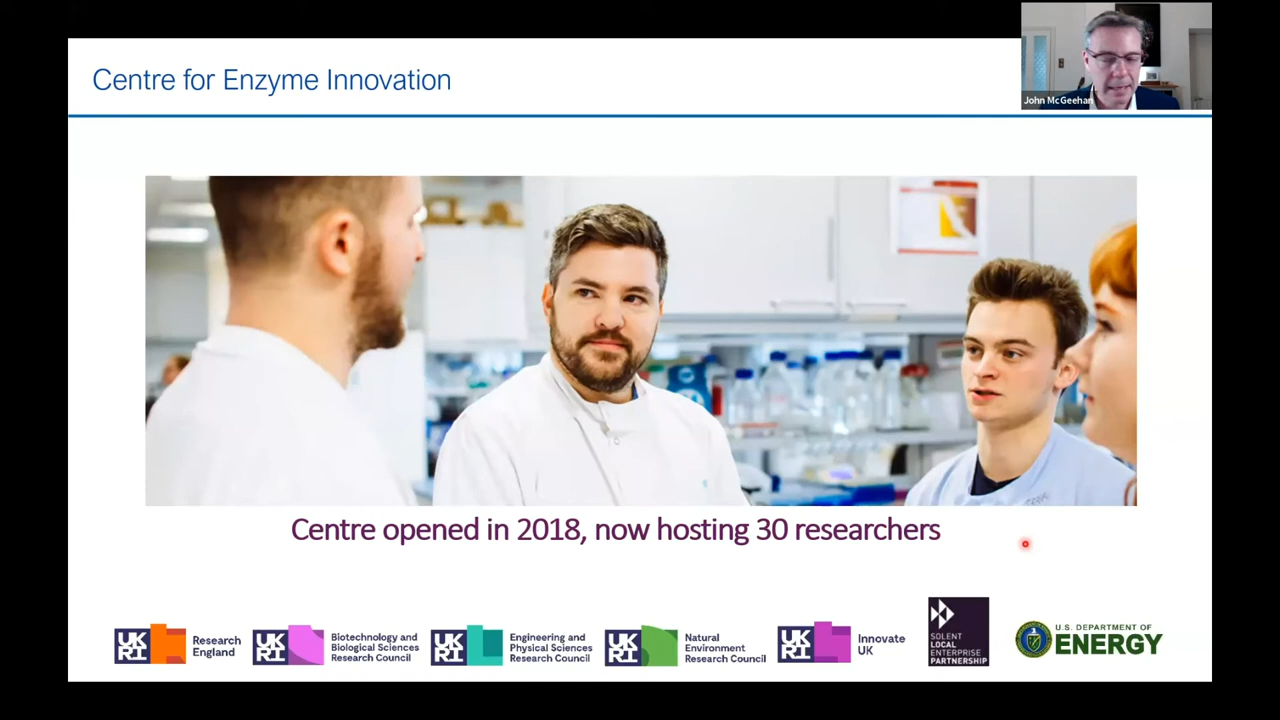 Centre for Enzyme Innovation
John McGeehan
Centre opened in 2018, now hosting 30 researchers
UK
RI
Research
England
UK
RI
Biotechnology and
Biological Sciences
Research Council
UK
RI
Engineering and
Physical Sciences
Research Council
UK
RI
Natural
Environment
Research Council
UK
RI
Innovate
UK
SOLENT
LOCAL
ENTERPRISE
PARTNERSHIP
U.S. DEPARTMENT OF
ENERGY